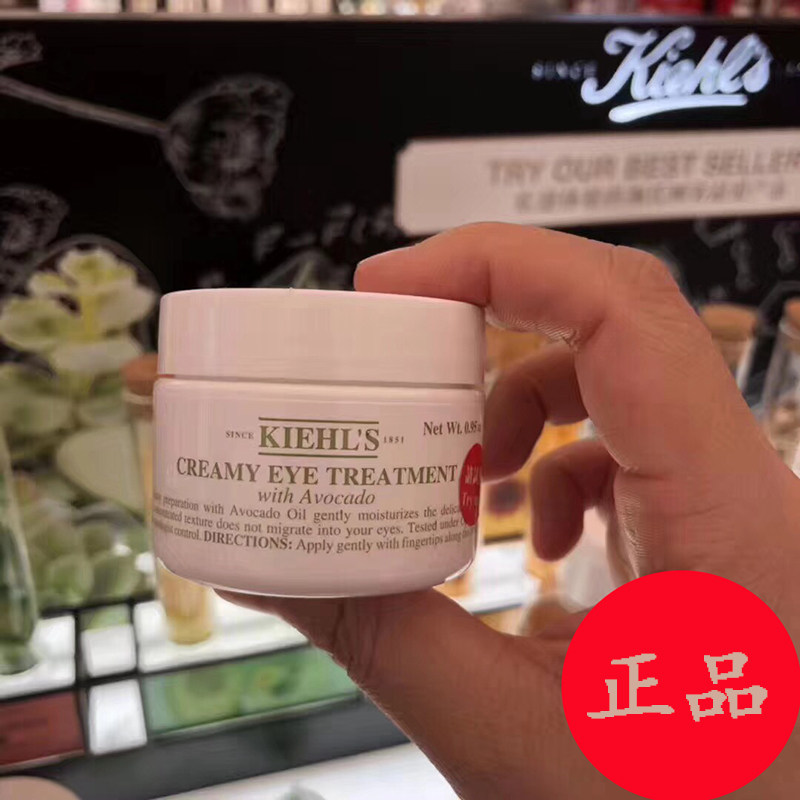 SINCE Kiehl's
TRY OUR BEST SELLER
SINCE KIEHL'S 1851
Net Wt. 0.95
CREAMY EYE TREATMENT
with Avocado
preparation with Avocado Oil gently moisturizes the
texture does not migrate into your eyes. Tested under
control. DIRECTIONS: Apply gently with fingertips along
正品